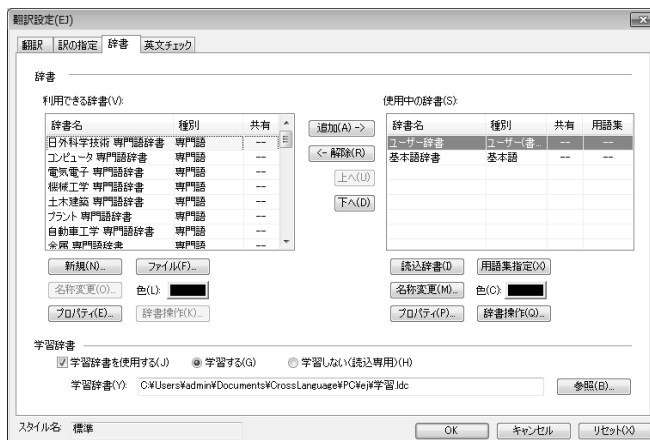 翻訳設定(EJ)
翻訳 訳の指定 辞書 英文チェック
辞書
利用できる辞書(V): 使用中の辞書(S):
辞書名 種別 共有 辞書名 種別 共有 用語集
日外科学技術 専門語辞書 専門語 -- ユーザー辞書 ユーザー(書... -- --
コンピュータ 専門語辞書 専門語 -- 基本語辞書 基本語 -- --
電気電子 専門語辞書 専門語 --
機械工学 専門語辞書 専門語 --
土木建築 専門語辞書 専門語 --
プラント 専門語辞書 専門語 --
自動車工学 専門語辞書 専門語 --
金属 専門語辞書 専門語 --
追加(A) ->
<- 解除(R)
上へ(U)
下へ(D)
新規(N)... ファイル(F)... 読込辞書(I) 用語集指定(X)
名称変更(O)... 色(L): 名称変更(M)... 色(C):
プロパティ(E)... 辞書操作(K)... プロパティ(P)... 辞書操作(Q)...
学習辞書
学習辞書を使用する(J) 学習する(G) 学習しない(読込専用)(H)
学習辞書(Y): C:¥Users¥admin¥Documents¥CrossLanguage¥PC¥ej¥学習.ldc 参照(B)...
スタイル名: 標準 OK キャンセル リセット(X)